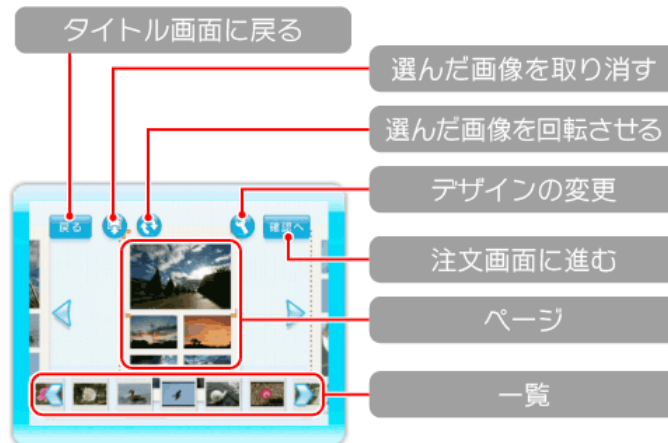 タイトル画面に戻る
選んだ画像を取り消す
選んだ画像を回転させる
デザインの変更
戻る
確認へ
注文画面に進む
ページ
一覧